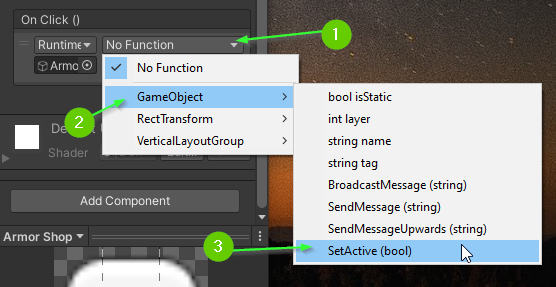 On Click ()
Runtime
No Function
1
Armo
No Function
2
GameObject
RectTransform
VerticalLayoutGroup
bool isStatic
int layer
string name
string tag
BroadcastMessage (string)
SendMessage (string)
SendMessageUpwards (string)
SetActive (bool)
3
Shader
Add Component
Armor Shop